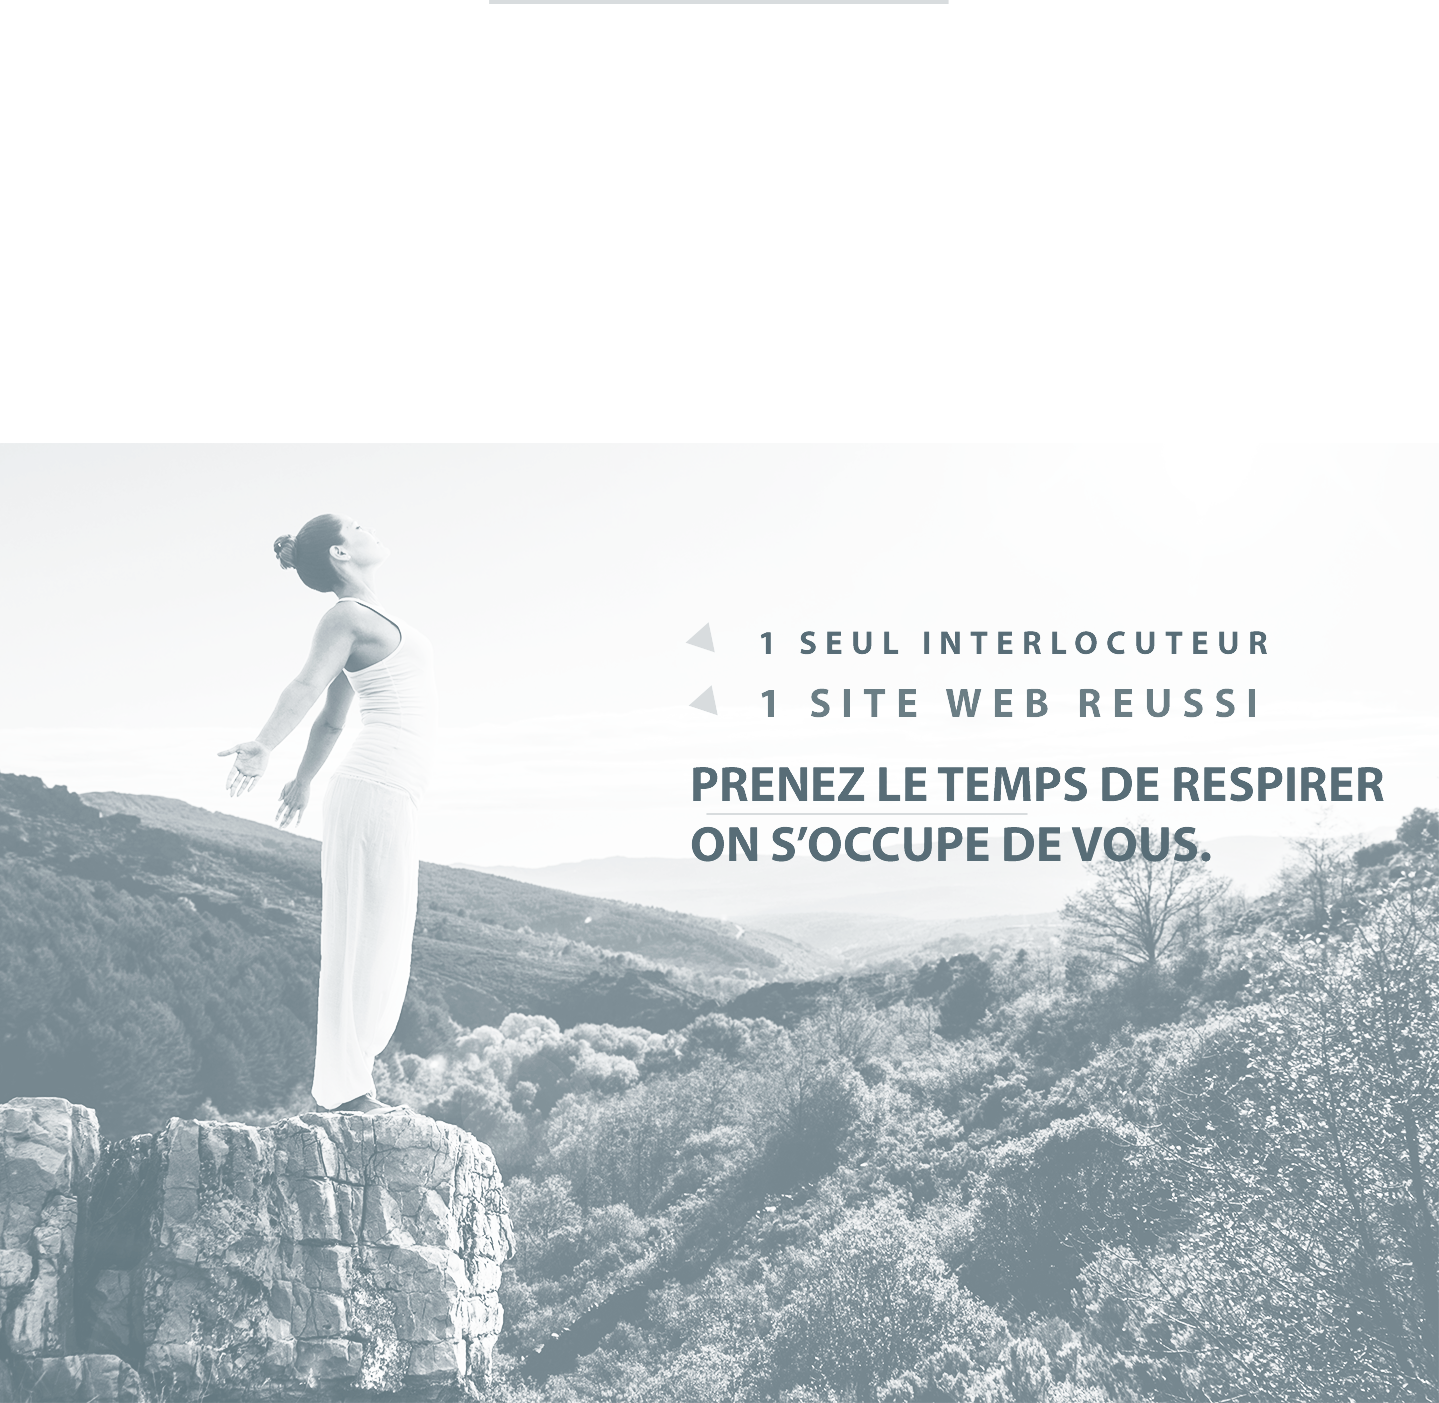 1 SEUL INTERLOCUTEUR
1 SITE WEB REUSSI
PRENEZ LE TEMPS DE RESPIRER
ON S’OCCUPE DE VOUS.